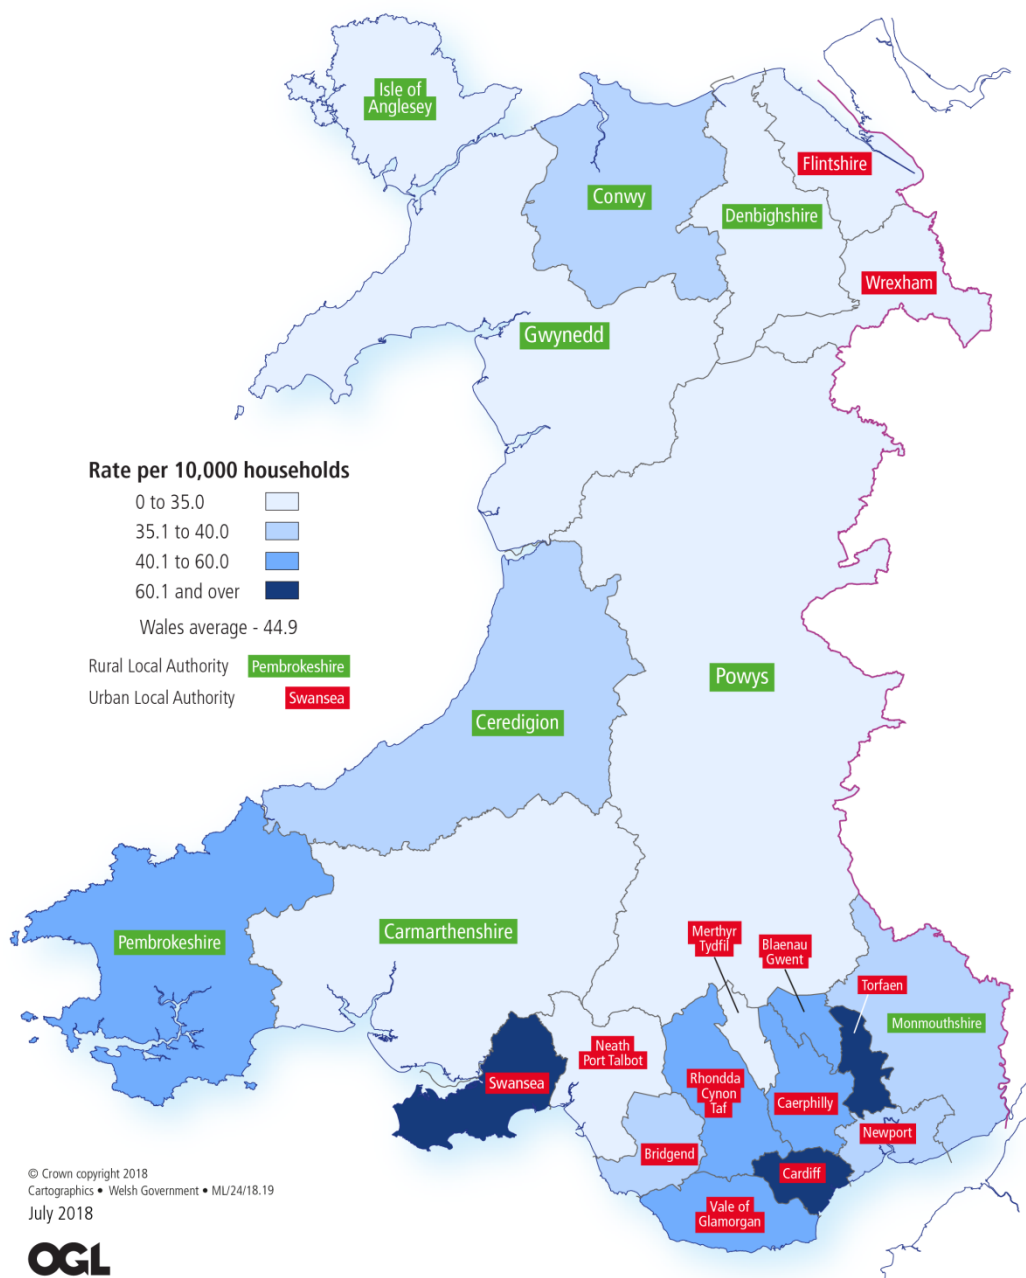 Isle of
Anglesey
Flintshire
Conwy
Denbighshire
Wrexham
Gwynedd
Rate per 10,000 households
0 to 35.0
35.1 to 40.0
40.1 to 60.0
60.1 and over
Wales average - 44.9
Rural Local Authority Pembrokeshire
Urban Local Authority Swansea
Powys
Ceredigion
Carmarthenshire
Pembrokeshire
Merthyr
Tydfil
Blaenau
Gwent
Torfaen
Monmouthshire
Neath
Port Talbot
Swansea
Rhondda
Cynon
Taf
Caerphilly
Newport
Bridgend
Cardiff
Vale of
Glamorgan
© Crown copyright 2018
Cartographics • Welsh Government • ML/24/18.19
July 2018
OGL